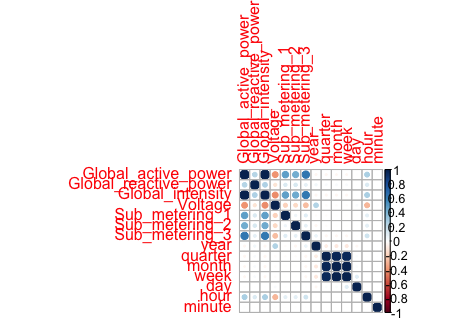 Global_active_power
Global_reactive_power
Global_intensity
Voltage
Sub_metering_1
Sub_metering_2
Sub_metering_3
year
quarter
month
week
day
hour
minute
Global_active_power
Global_reactive_power
Global_intensity
Voltage
Sub_metering_1
Sub_metering_2
Sub_metering_3
year
quarter
month
week
day
hour
minute
1
0.8
0.6
0.4
0.2
0
-0.2
-0.4
-0.6
-0.8
-1